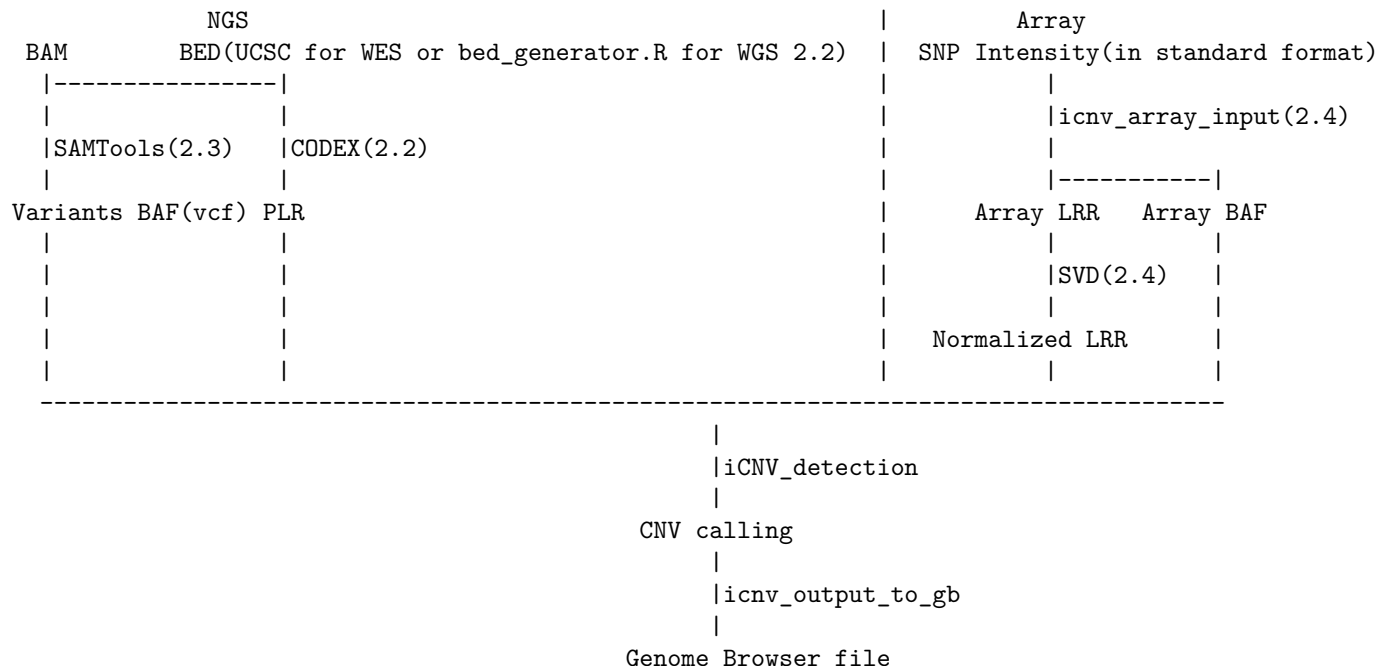 NGS | Array
BAM BED(UCSC for WES or bed_generator.R for WGS 2.2) | SNP Intensity(in standard format)
|----------------| | |
| | | |icnv_array_input(2.4)
|SAMTools(2.3) |CODEX(2.2) | |
| | | |-----------|
Variants BAF(vcf) PLR | Array LRR Array BAF
| | | | |
| | | |SVD(2.4) |
| | | | |
| | | Normalized LRR |
| | | | |
-------------------------------------------------------------------------------------
|
|iCNV_detection
|
CNV calling
|
|icnv_output_to_gb
|
Genome Browser file